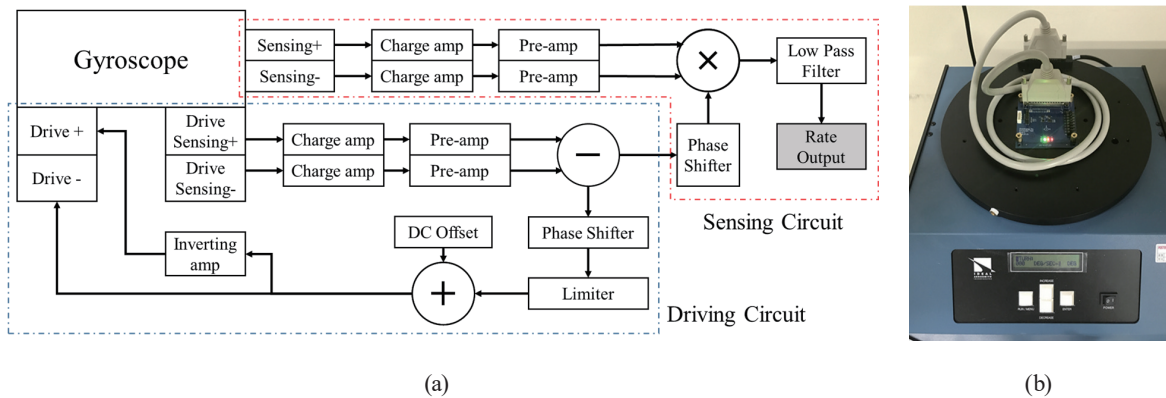 Gyroscope
Sensing+
Charge amp
Pre-amp
Sensing-
Charge amp
Pre-amp
×
Low Pass
Filter
Rate
Output
Phase
Shifter
Sensing Circuit
Drive +
Drive -
Drive
Sensing+
Drive
Sensing-
Charge amp
Pre-amp
Charge amp
Pre-amp
−
Phase Shifter
Limiter
DC Offset
+
Inverting
amp
Driving Circuit
IDEAL
POWER
(a)
(b)